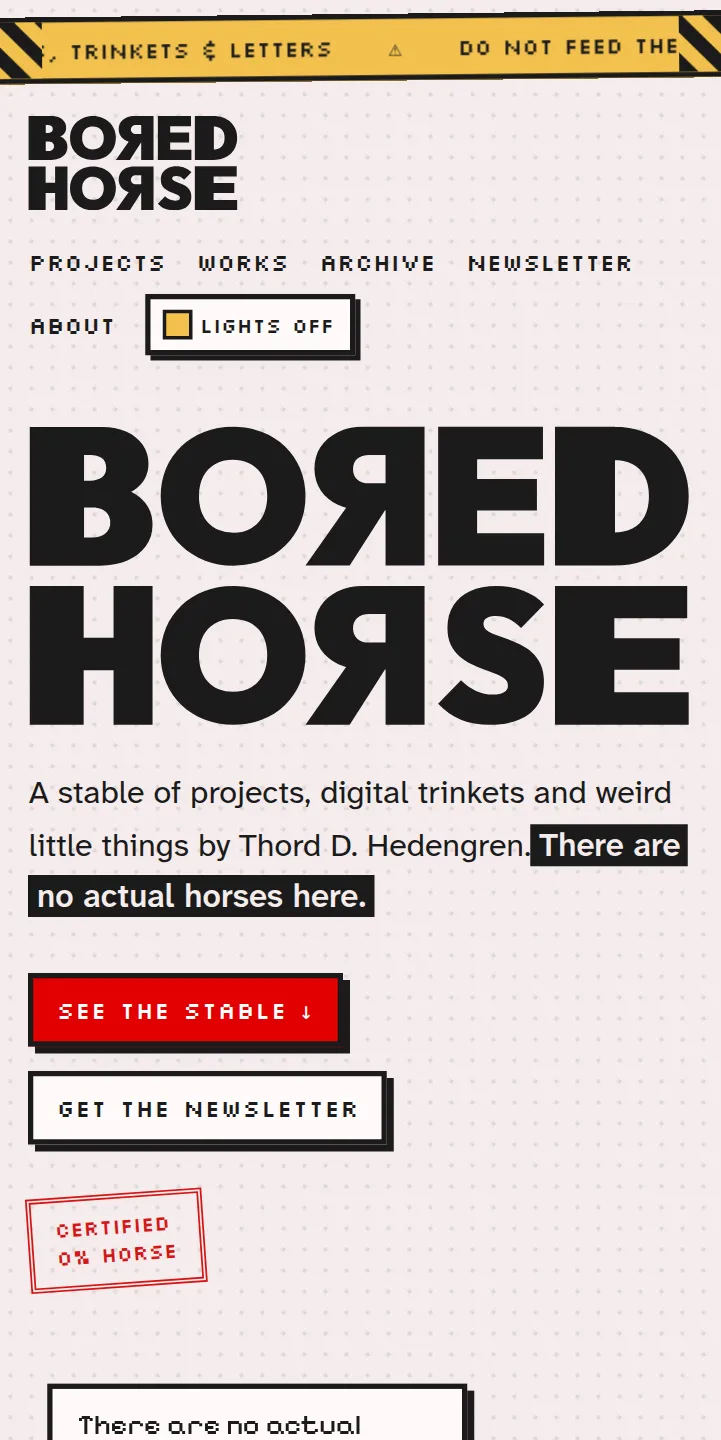 , TRINKETS & LETTERS ⚠ DO NOT FEED THE
BOЯED
HOЯSE
PROJECTS WORKS ARCHIVE NEWSLETTER
ABOUT LIGHTS OFF
BOЯED
HOЯSE
A stable of projects, digital trinkets and weird
little things by Thord D. Hedengren. There are
no actual horses here.
SEE THE STABLE ↓
GET THE NEWSLETTER
CERTIFIED
0% HORSE
There are no actual